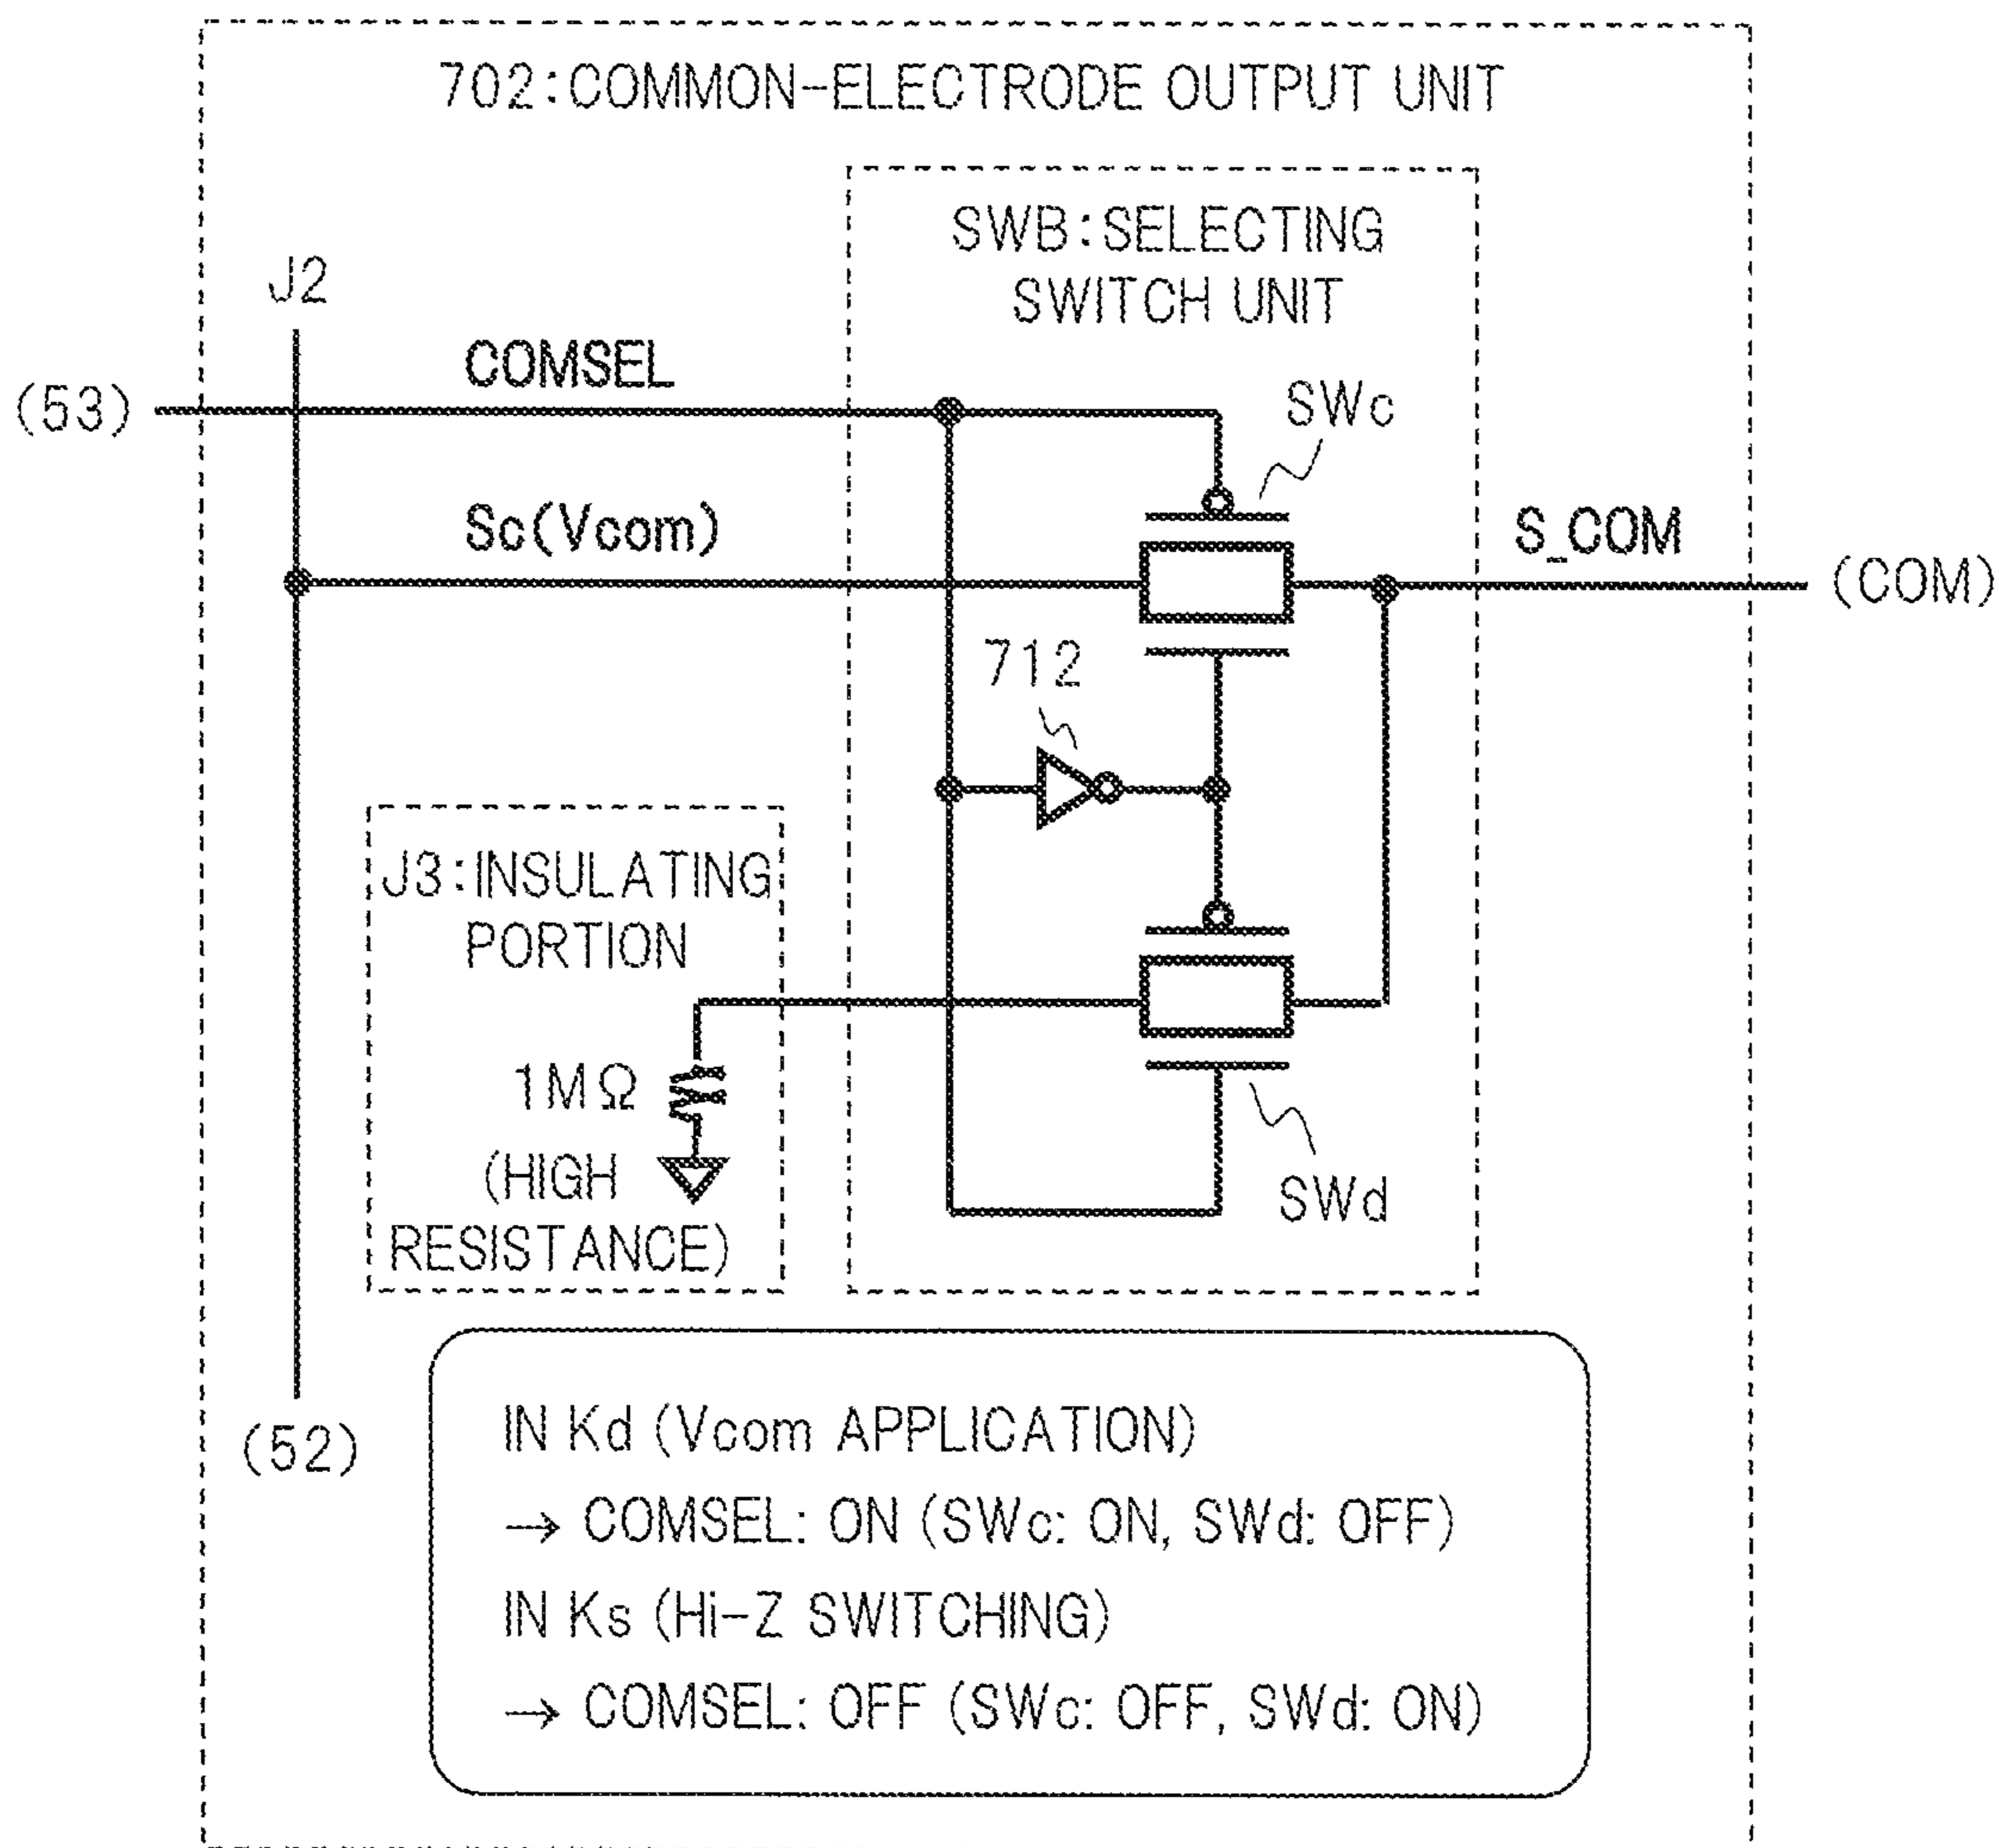 702:COMMON-ELECTRODE OUTPUT UNIT
SWB:SELECTING
SWITCH UNIT
J2
COMSEL
(53)
SWc
Sc(Vcom)
S_COM
(COM)
712
J3:INSULATING
PORTION
1MΩ
(HIGH
RESISTANCE)
SWd
(52)
IN Kd (Vcom APPLICATION)
→ COMSEL: ON (SWc: ON, SWd: OFF)
IN Ks (Hi-Z SWITCHING)
→ COMSEL: OFF (SWc: OFF, SWd: ON)